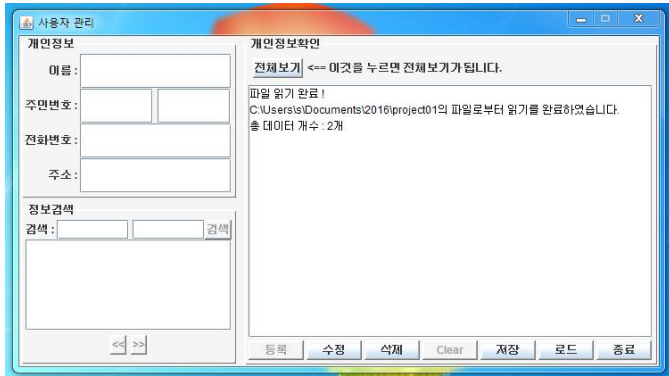 사용자 관리
개인정보
이름 :
주민번호 :
전화번호 :
주소 :
정보검색
검색 : 검색
<< >>
개인정보확인
전체보기 <== 이것을 누르면 전체보기가 됩니다.
파일 읽기 완료 !
C:\Users\s\Documents\2016\project01의 파일로부터 읽기를 완료하였습니다.
총 데이터 개수 : 2개
등록 수정 삭제 Clear 저장 로드 종료